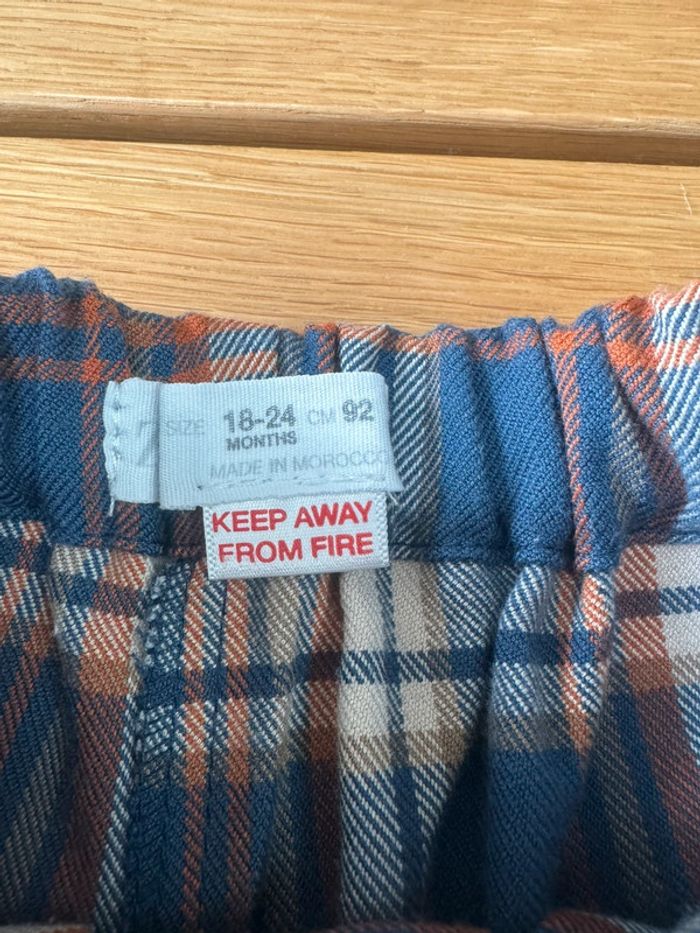 SIZE 18-24 CM 92
MONTHS
MADE IN MOROCCO
KEEP AWAY
FROM FIRE